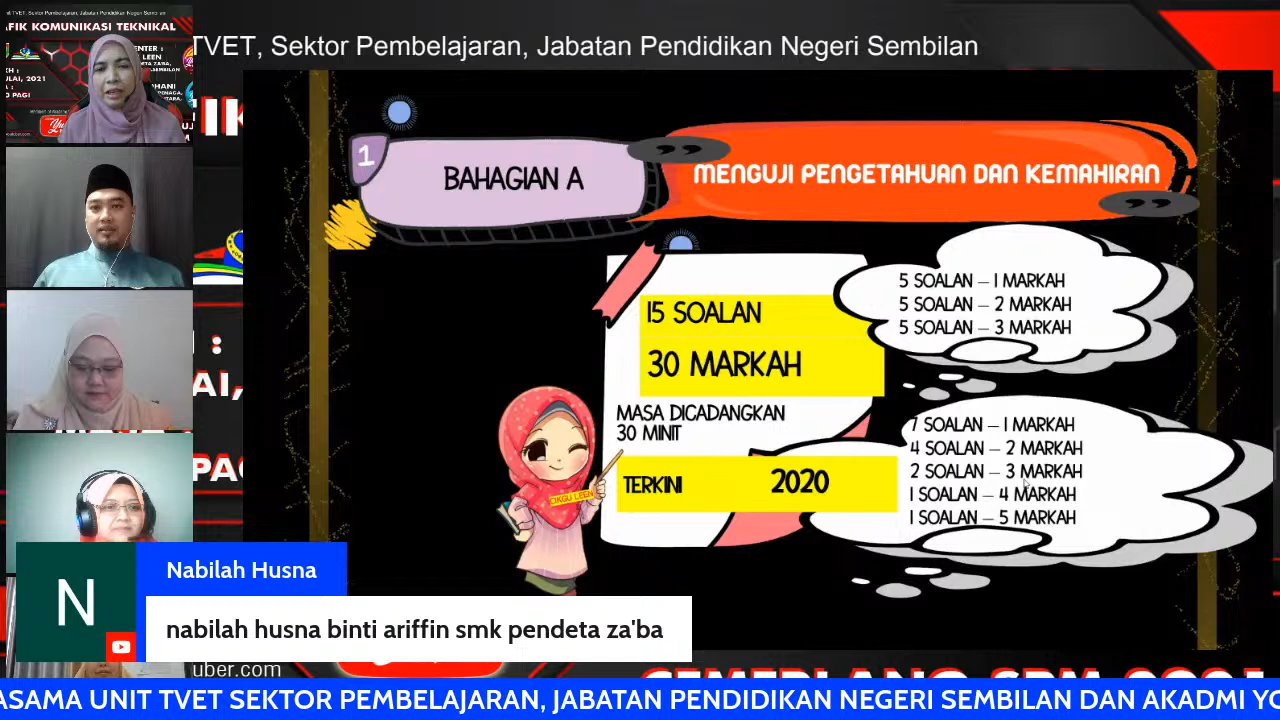 TVET, Sektor Pembelajaran, Jabatan Pendidikan Negeri Sembilan
AFIK KOMUNIKASI TEKNIKAL
1
BAHAGIAN A
MENGUJI PENGETAHUAN DAN KEMAHIRAN
15 SOALAN
30 MARKAH
MASA DICADANGKAN
30 MINIT
TERKINI 2020
5 SOALAN – 1 MARKAH
5 SOALAN – 2 MARKAH
5 SOALAN – 3 MARKAH
7 SOALAN – 1 MARKAH
4 SOALAN – 2 MARKAH
2 SOALAN – 3 MARKAH
1 SOALAN – 4 MARKAH
1 SOALAN – 5 MARKAH
CIKGU LEEN
N
Nabilah Husna
nabilah husna binti ariffin smk pendeta za'ba
uber.com
ASAMA UNIT TVET SEKTOR PEMBELAJARAN, JABATAN PENDIDIKAN NEGERI SEMBILAN DAN AKADMI YO